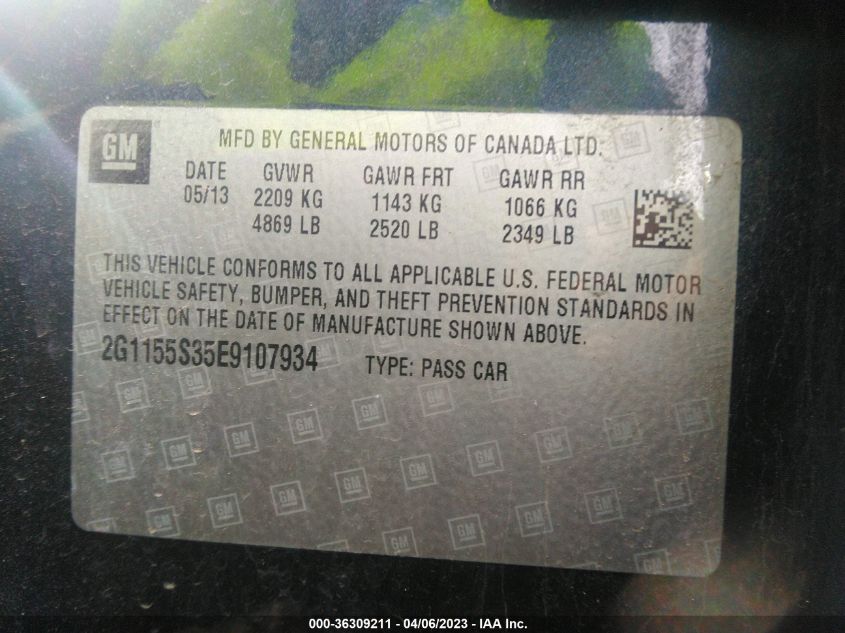 GM
MFD BY GENERAL MOTORS OF CANADA LTD.
DATE GVWR GAWR FRT GAWR RR
05/13 2209 KG 1143 KG 1066 KG
4869 LB 2520 LB 2349 LB
THIS VEHICLE CONFORMS TO ALL APPLICABLE U.S. FEDERAL MOTOR
VEHICLE SAFETY, BUMPER, AND THEFT PREVENTION STANDARDS IN
EFFECT ON THE DATE OF MANUFACTURE SHOWN ABOVE.
2G1155S35E9107934 TYPE: PASS CAR
000-36309211 - 04/06/2023 - IAA Inc.